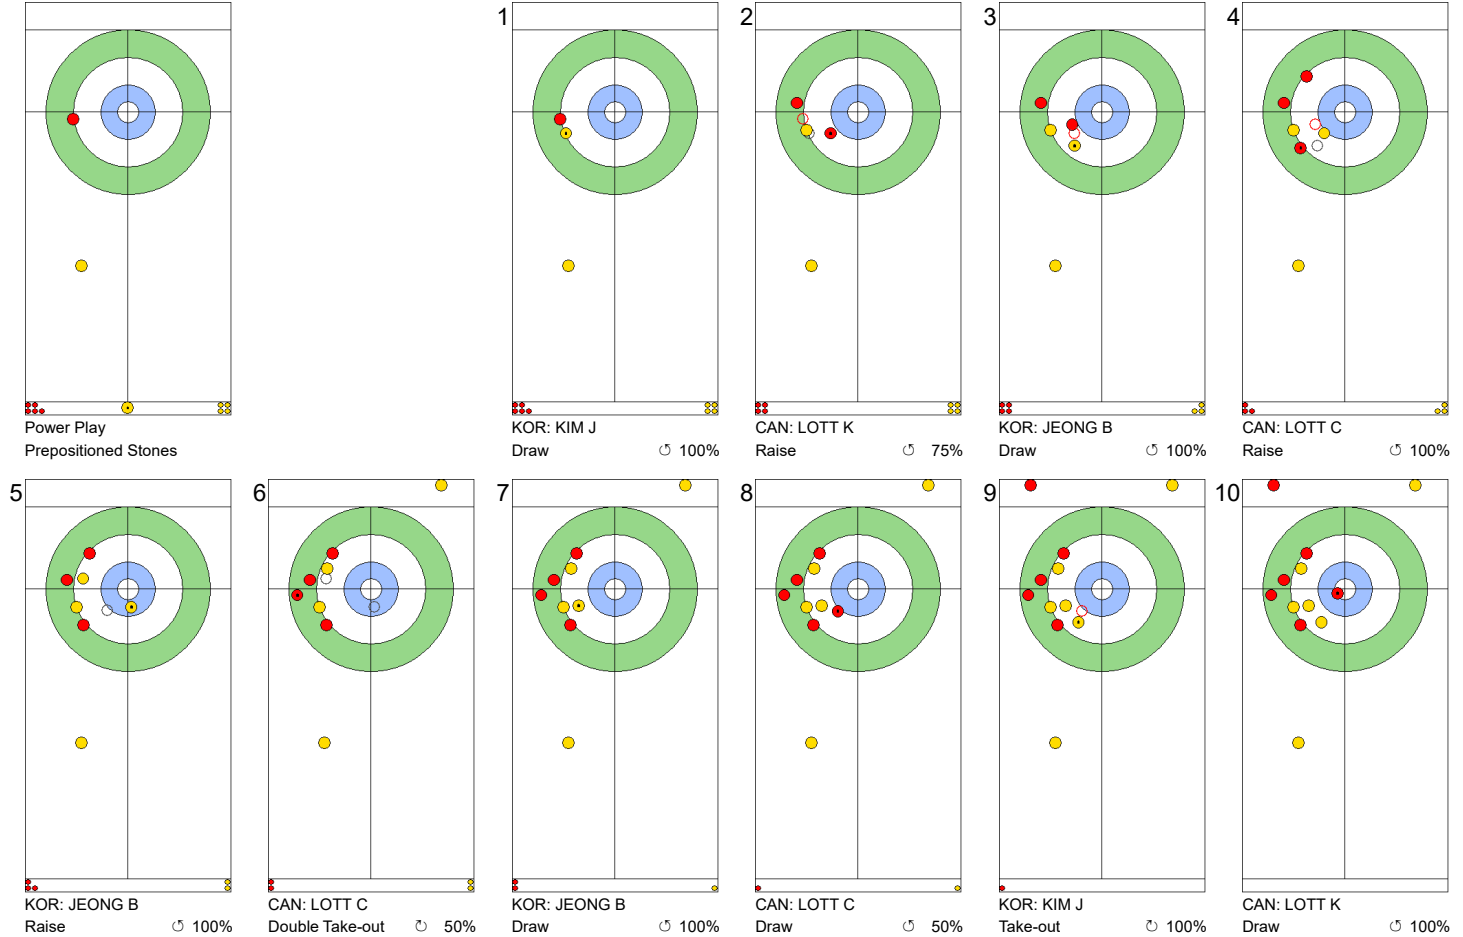 1
2
3
4
Power Play
Prepositioned Stones
KOR: KIM J
Draw 100%
CAN: LOTT K
Raise 75%
KOR: JEONG B
Draw 100%
CAN: LOTT C
Raise 100%
5
6
7
8
9
10
KOR: JEONG B
Raise 100%
CAN: LOTT C
Double Take-out 50%
KOR: JEONG B
Draw 100%
CAN: LOTT C
Draw 50%
KOR: KIM J
Take-out 100%
CAN: LOTT K
Draw 100%